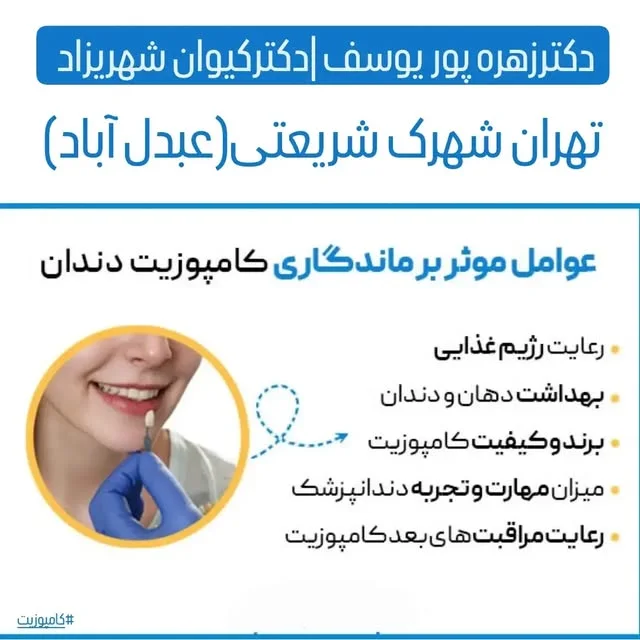 دکترزهره پور یوسف |دکترکیوان شهریزاد
تهران شهرک شریعتی(عبدل آباد)
عوامل موثر بر ماندگاری کامپوزیت دندان
• رعایت رژیم غذایی
• بهداشت دهان و دندان
• برند و کیفیت کامپوزیت
• میزان مهارت و تجربه دندانپزشک
• رعایت مراقبت‌های بعد کامپوزیت
#کامپوزیت